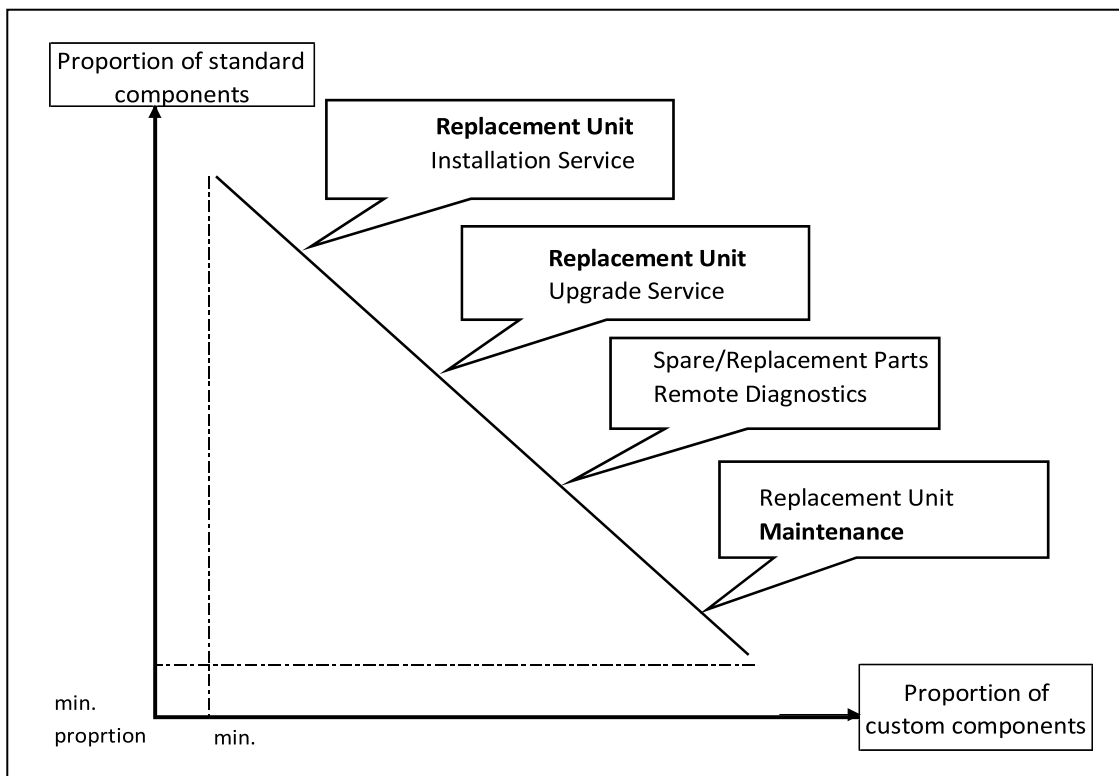 Proportion of standard
components
Replacement Unit
Installation Service
Replacement Unit
Upgrade Service
Spare/Replacement Parts
Remote Diagnostics
Replacement Unit
Maintenance
min.
proprtion
min.
Proportion of
custom components